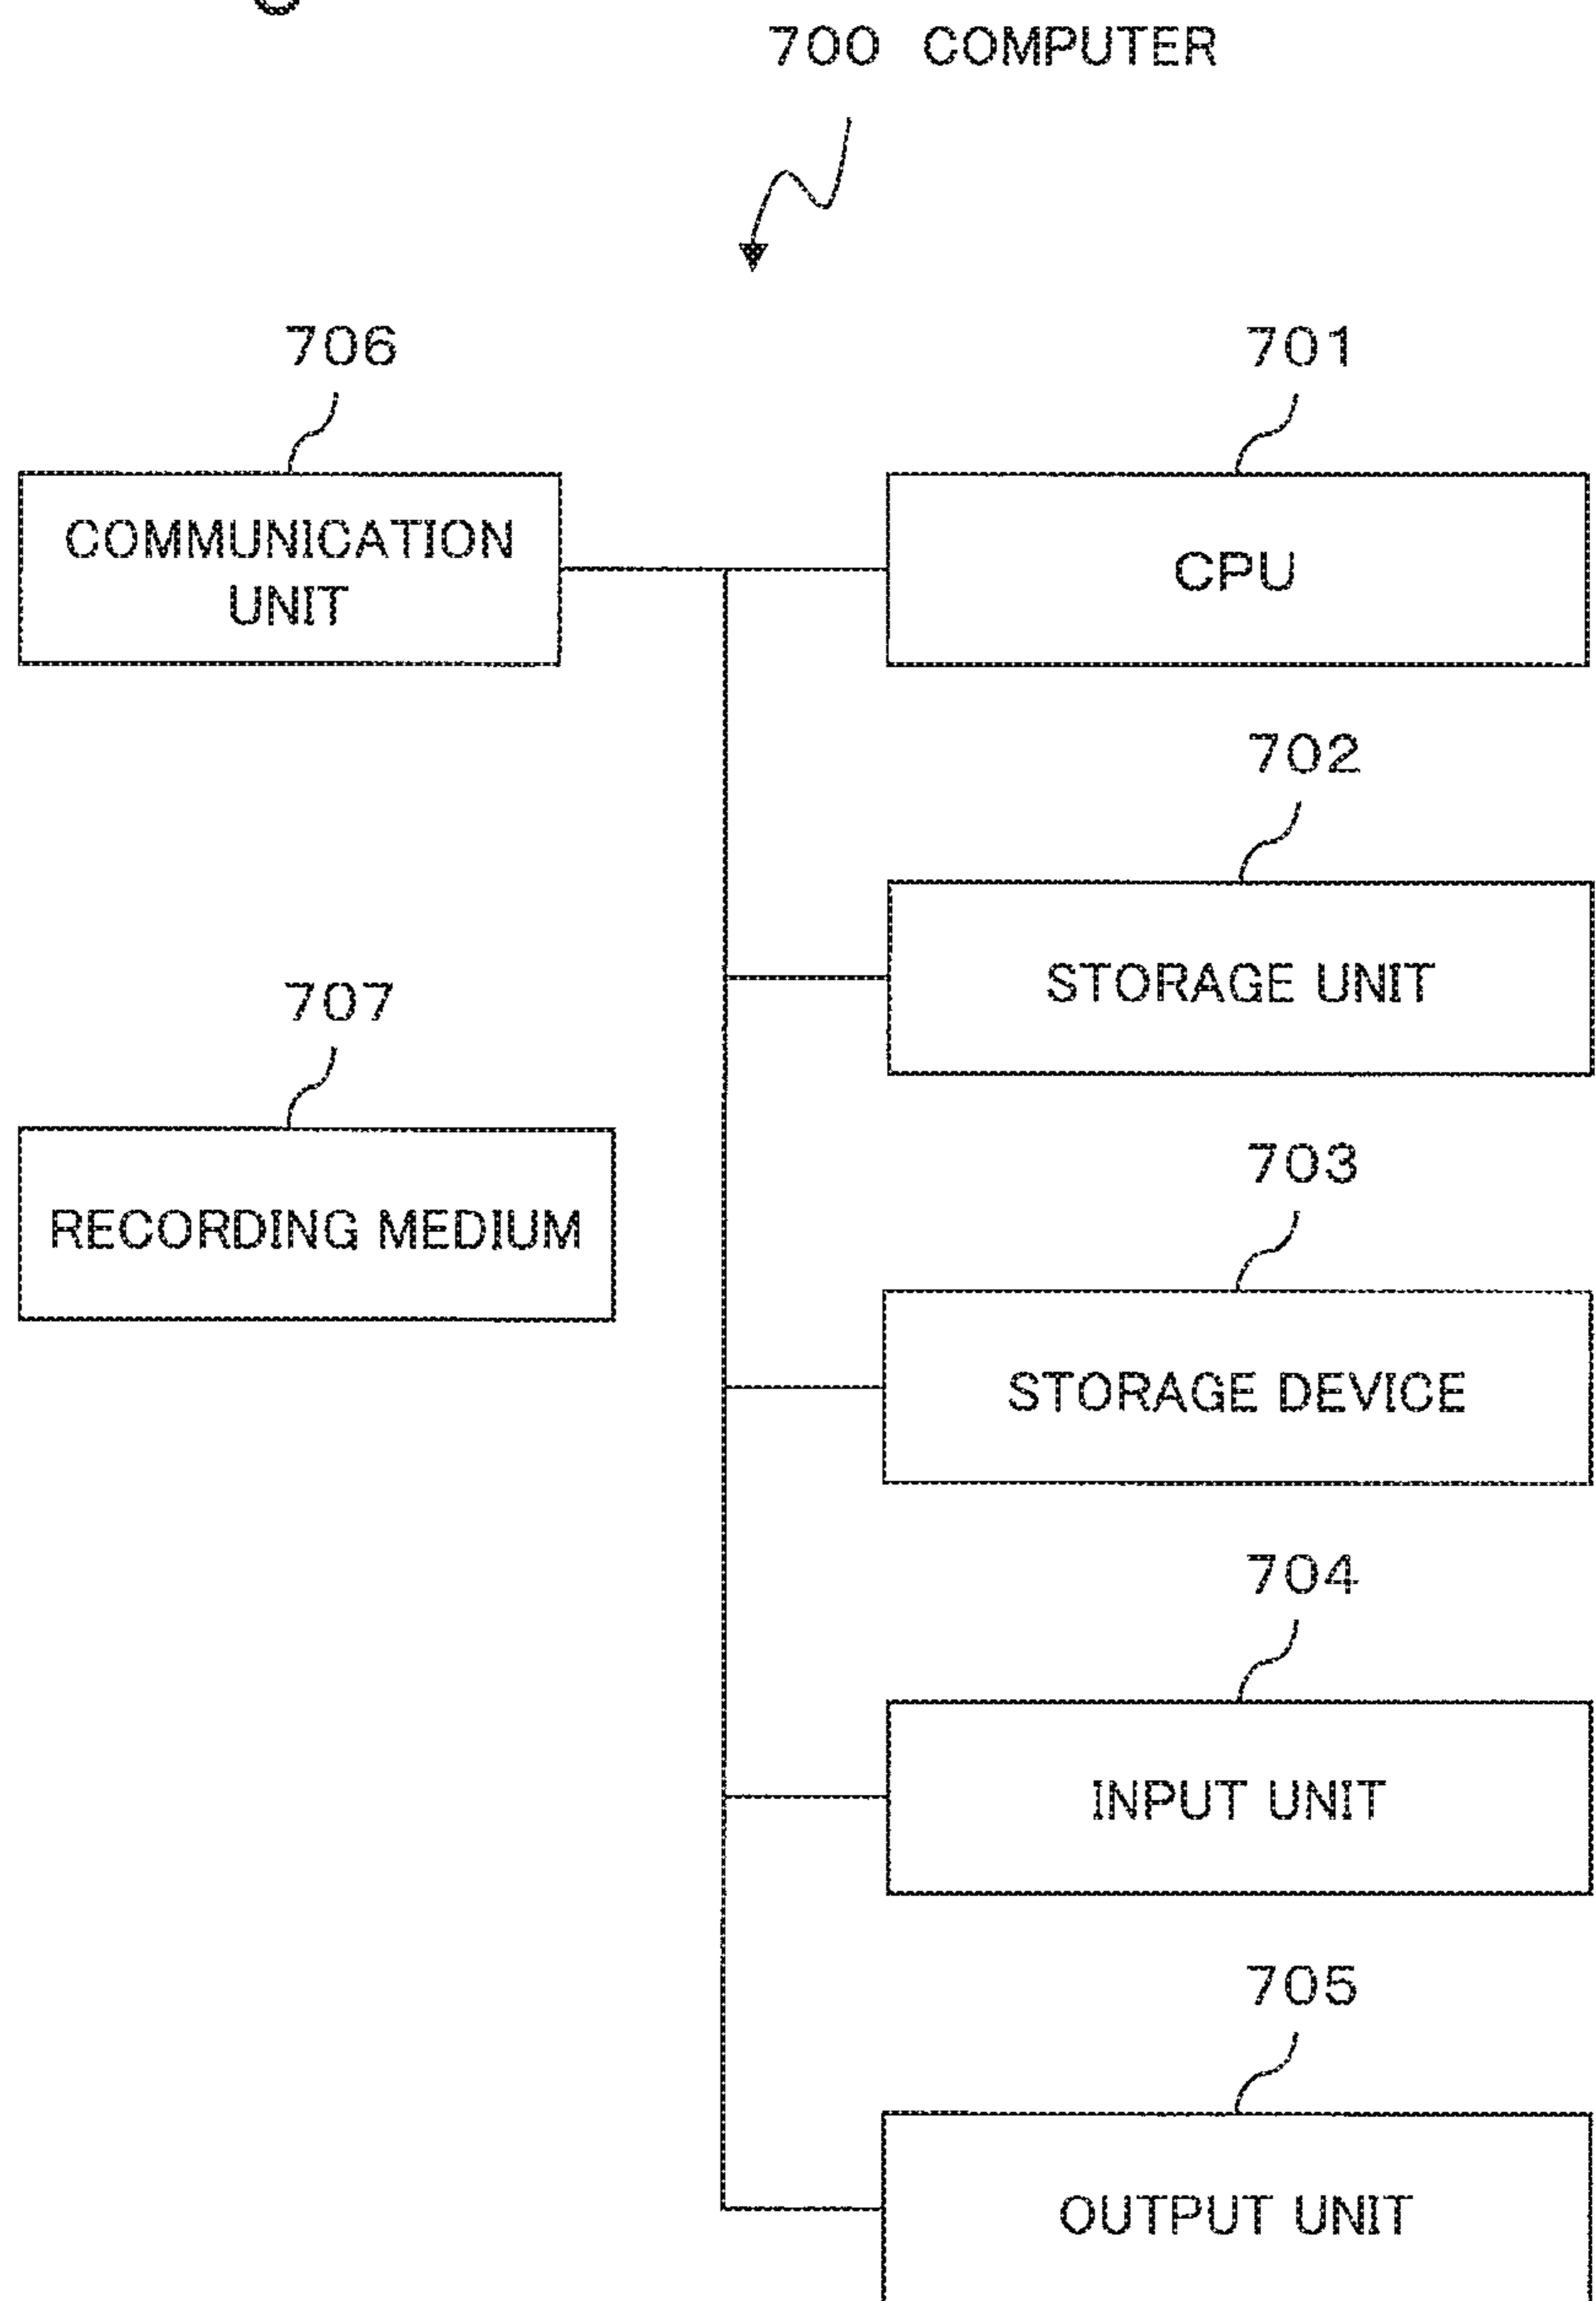 700 COMPUTER
706
701
COMMUNICATION
UNIT
CPU
702
STORAGE UNIT
707
RECORDING MEDIUM
703
STORAGE DEVICE
704
INPUT UNIT
705
OUTPUT UNIT